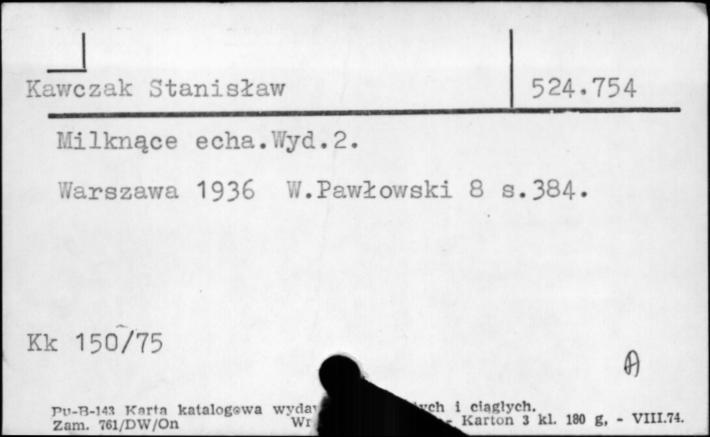 Kawczak Stanisław 524.754
Milknące echa.Wyd.2.
Warszawa 1936 W.Pawłowski 8 s.384.
Kk 150/75
A
Pu-B-143 Karta katalogowa i ciągłych.
Zam. 761/DW/On - Karton 3 kl. 180 g, - VIII.74.